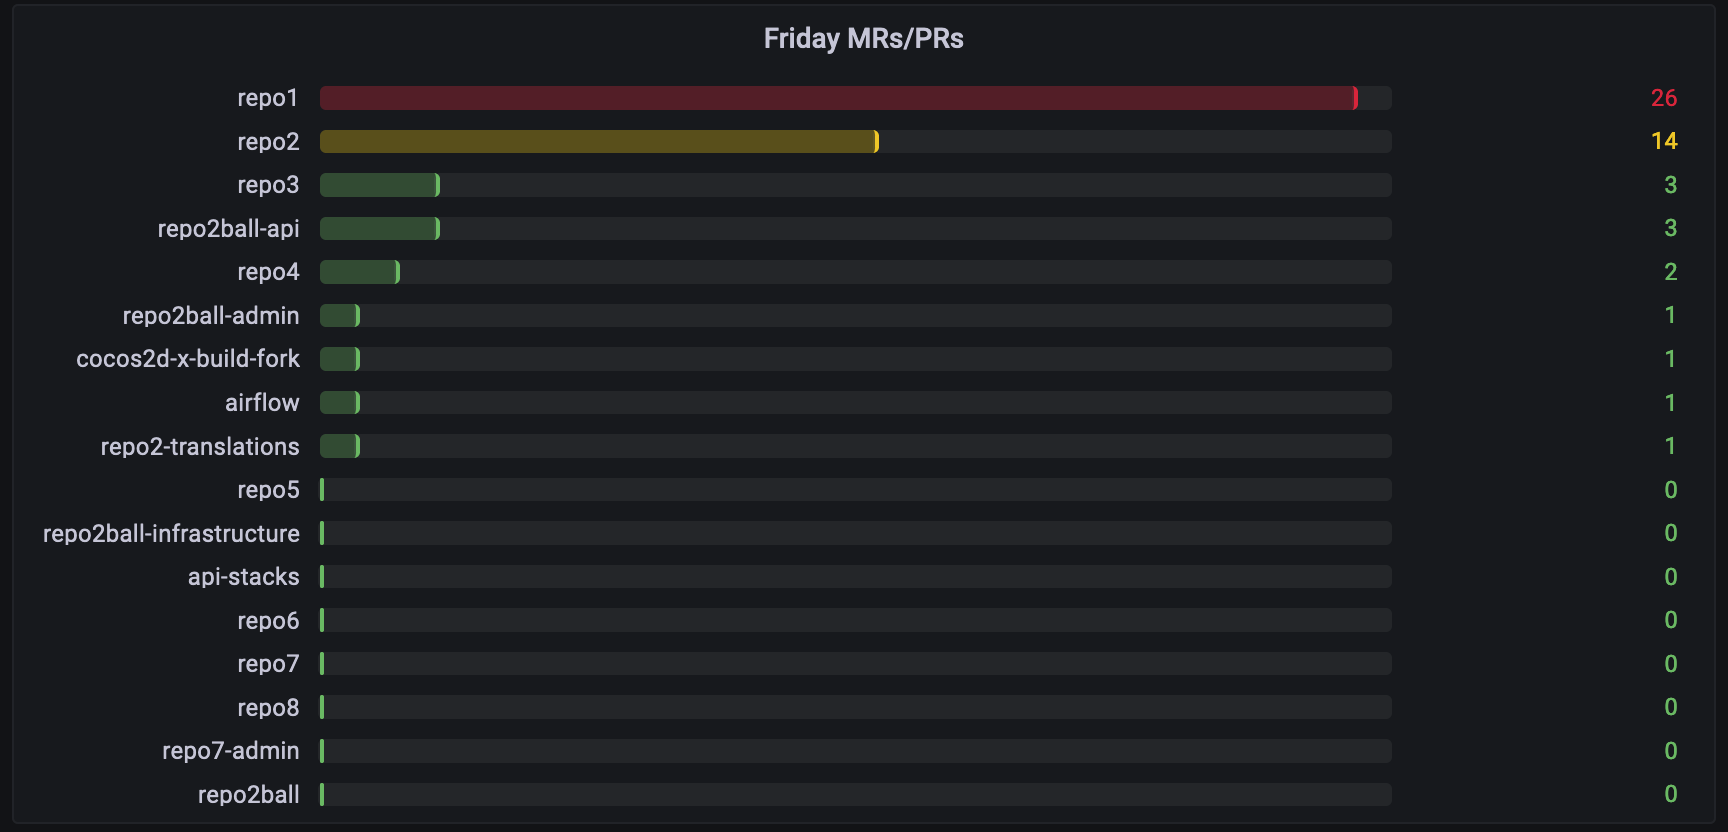 Friday MRs/PRs
repo1 26
repo2 14
repo3 3
repo2ball-api 3
repo4 2
repo2ball-admin 1
cocos2d-x-build-fork 1
airflow 1
repo2-translations 1
repo5 0
repo2ball-infrastructure 0
api-stacks 0
repo6 0
repo7 0
repo8 0
repo7-admin 0
repo2ball 0